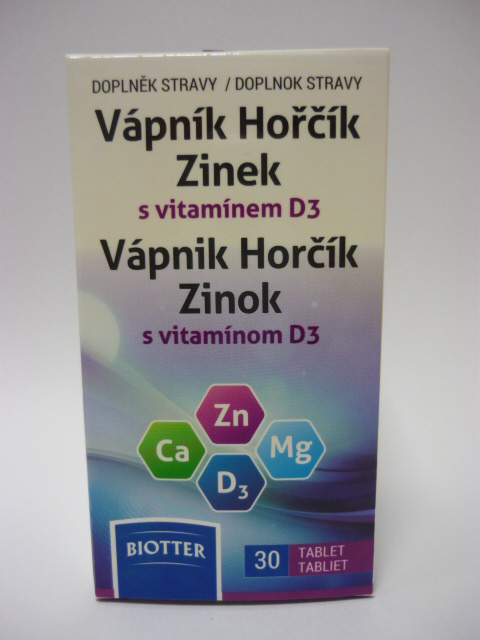 DOPLNĚK STRAVY / DOPLNOK STRAVY
Vápník Hořčík
Zinek
s vitamínem D3
Vápnik Horčík
Zinok
s vitamínom D3
Zn
Ca
Mg
D3
BIOTTER
30 TABLET
TABLIET